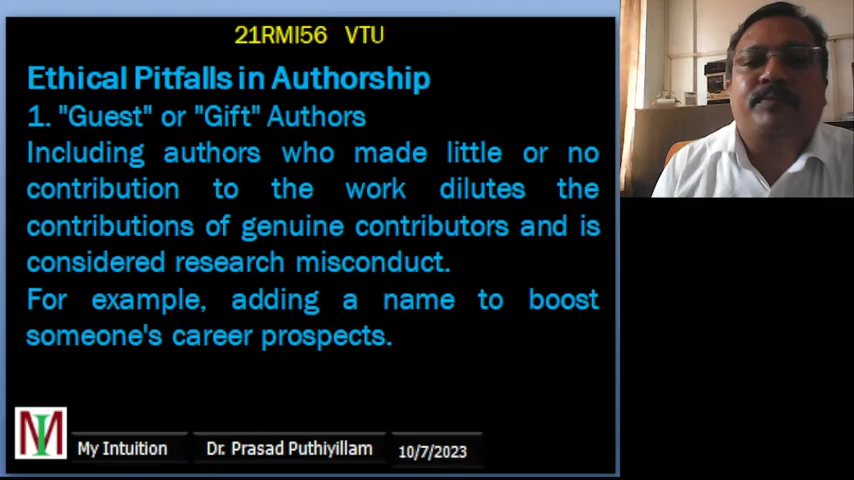 21RMI56 VTU
Ethical Pitfalls in Authorship
1. "Guest" or "Gift" Authors
Including authors who made little or no
contribution to the work dilutes the
contributions of genuine contributors and is
considered research misconduct.
For example, adding a name to boost
someone's career prospects.
MI
My Intuition
Dr. Prasad Puthiyillam
10/7/2023